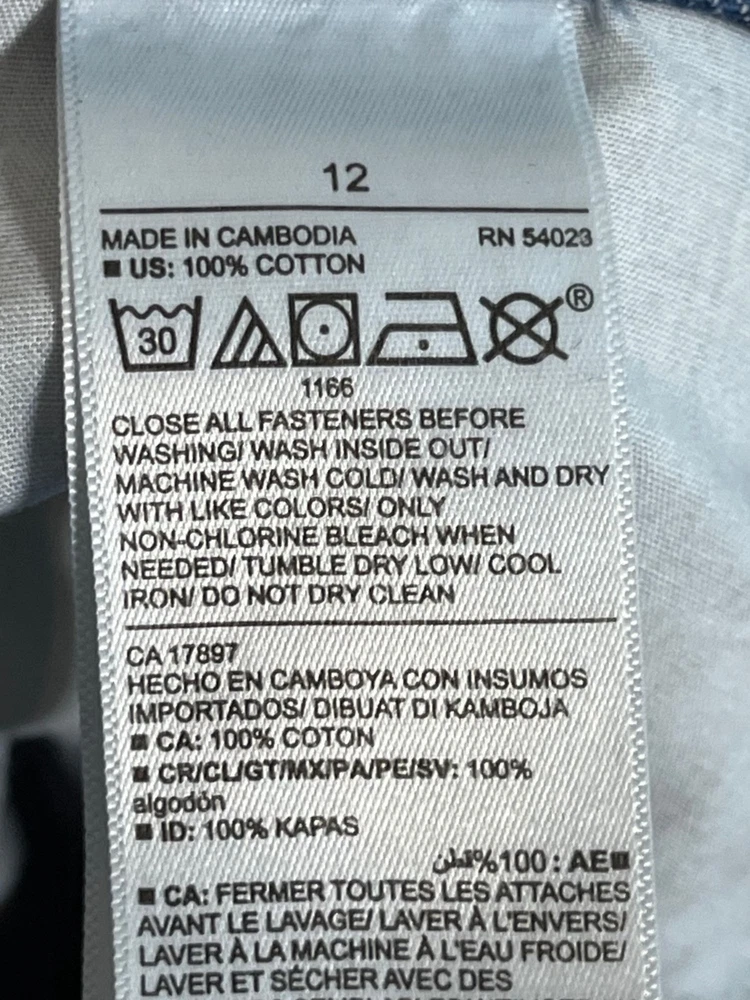 12
MADE IN CAMBODIA RN 54023
■ US: 100% COTTON
30 ®
1166
CLOSE ALL FASTENERS BEFORE
WASHING/ WASH INSIDE OUT/
MACHINE WASH COLD/ WASH AND DRY
WITH LIKE COLORS/ ONLY
NON-CHLORINE BLEACH WHEN
NEEDED/ TUMBLE DRY LOW/ COOL
IRON/ DO NOT DRY CLEAN
CA 17897
HECHO EN CAMBOYA CON INSUMOS
IMPORTADOS/ DIBUAT DI KAMBOJA
■ CA: 100% COTON
■ CR/CL/GT/MX/PA/PE/SV: 100%
algodón
■ ID: 100% KAPAS
■AE : 100% قطن
■ CA: FERMER TOUTES LES ATTACHES
AVANT LE LAVAGE/ LAVER À L'ENVERS/
LAVER À LA MACHINE À L'EAU FROIDE/
LAVER ET SÉCHER AVEC DES